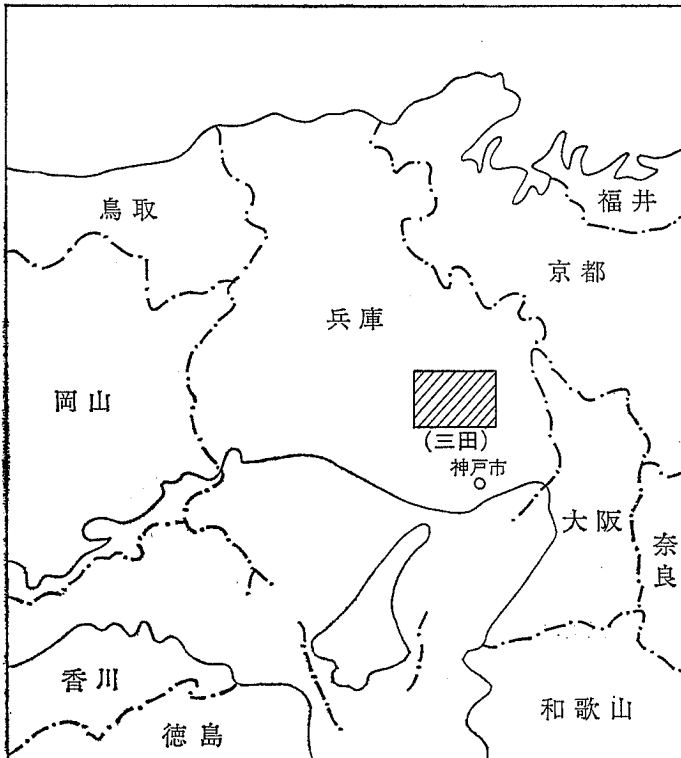 鳥取
福井
京都
兵庫
岡山
(三田)
神戸市
大阪
奈良
香川
徳島
和歌山